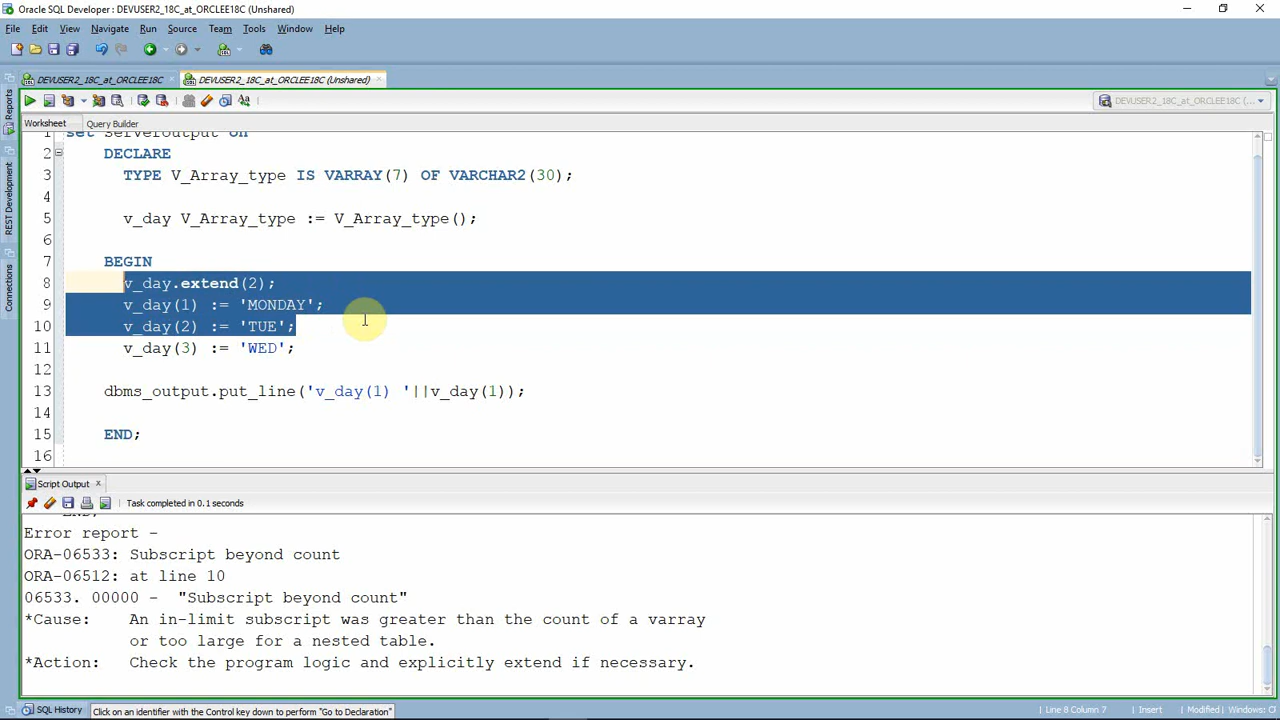 Oracle SQL Developer : DEVUSER2_18C_at_ORCLEE18C (Unshared)
File Edit View Navigate Run Source Team Tools Window Help
DEVUSER2_18C_at_ORCLEE18C × DEVUSER2_18C_at_ORCLEE18C (Unshared) ×
DEVUSER2_18C_at_ORCLEE18C (...
Worksheet Query Builder
Reports
REST Development
Connections
1 set serveroutput on
2 DECLARE
3 TYPE V_Array_type IS VARRAY(7) OF VARCHAR2(30);
4
5 v_day V_Array_type := V_Array_type();
6
7 BEGIN
8 v_day.extend(2);
9 v_day(1) := 'MONDAY';
10 v_day(2) := 'TUE';
11 v_day(3) := 'WED';
12
13 dbms_output.put_line('v_day(1) '||v_day(1));
14
15 END;
16
Script Output ×
Task completed in 0.1 seconds
END;
Error report -
ORA-06533: Subscript beyond count
ORA-06512: at line 10
06533. 00000 - "Subscript beyond count"
*Cause: An in-limit subscript was greater than the count of a varray
or too large for a nested table.
*Action: Check the program logic and explicitly extend if necessary.
SQL History Click on an identifier with the Control key down to perform "Go to Declaration" Line 8 Column 7 Insert Modified Windows: Cl